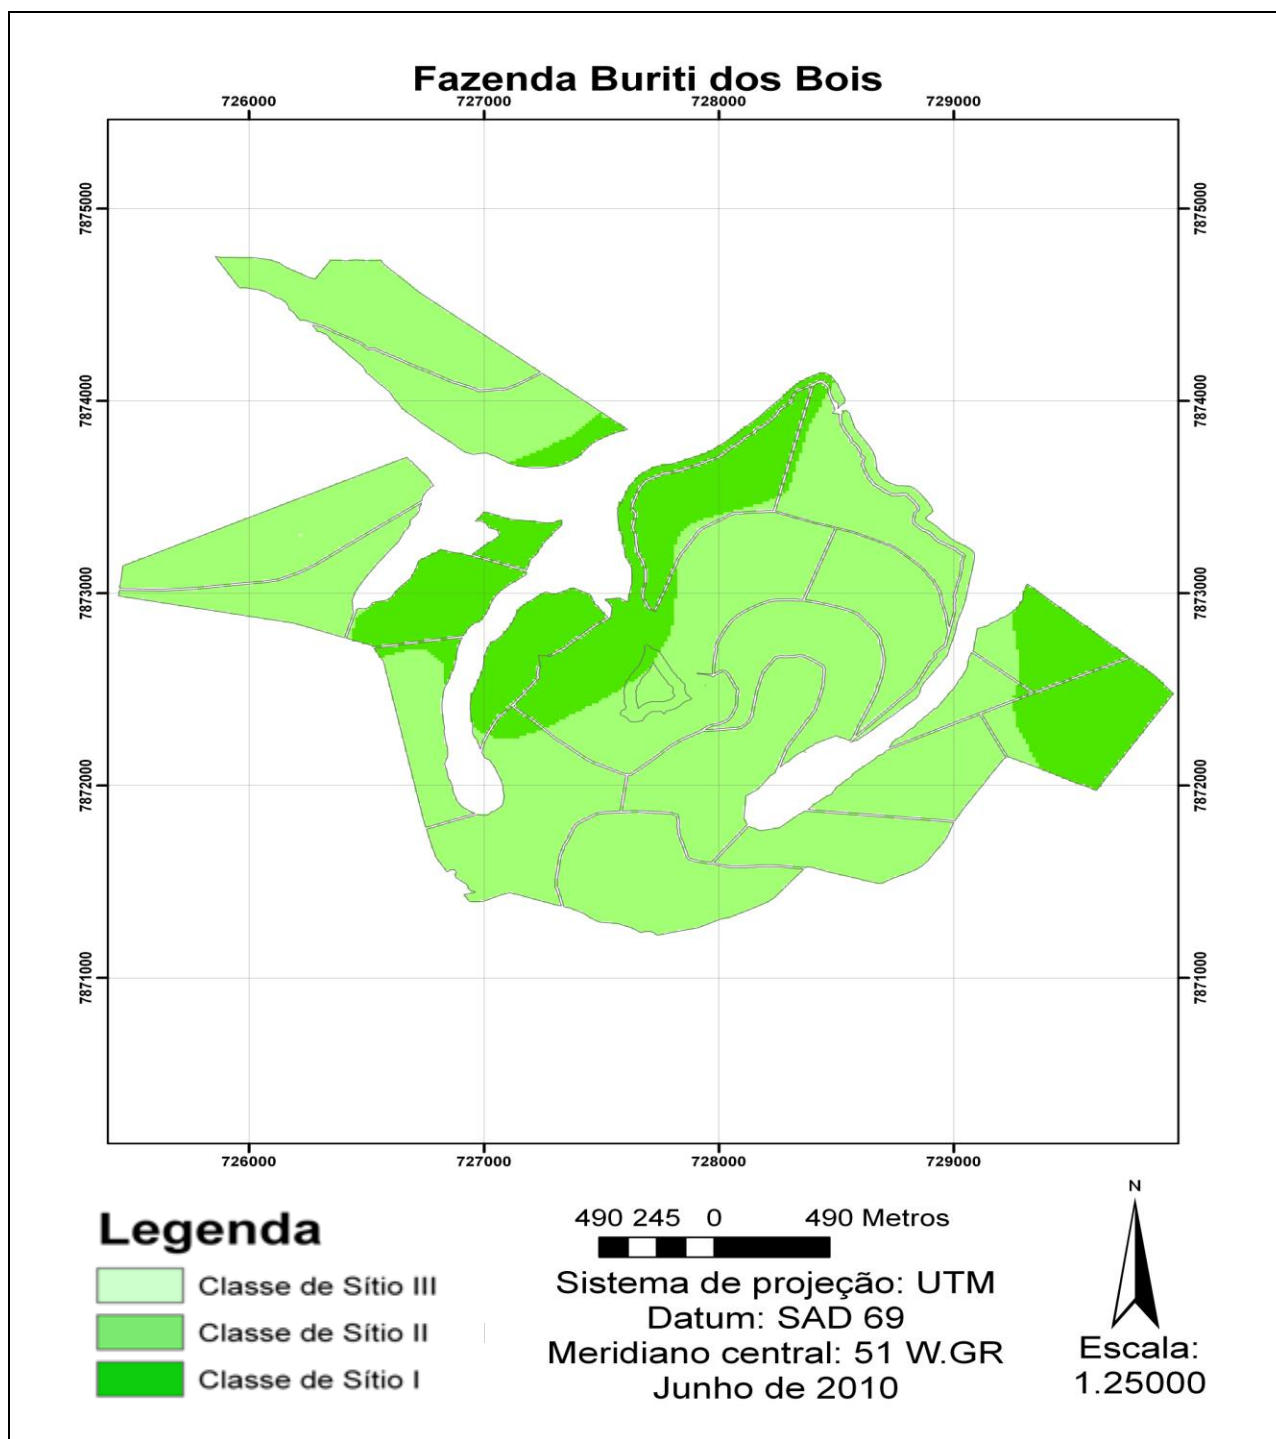 Fazenda Buriti dos Bois
726000 727000 728000 729000
7875000 7875000
7874000 7874000
7873000 7873000
7872000 7872000
7871000 7871000
726000 727000 728000 729000
N
Legenda
490 245 0 490 Metros
Classe de Sítio III
Sistema de projeção: UTM
Classe de Sítio II
Datum: SAD 69
Meridiano central: 51 W.GR
Escala:
Classe de Sítio I
Junho de 2010
1.25000